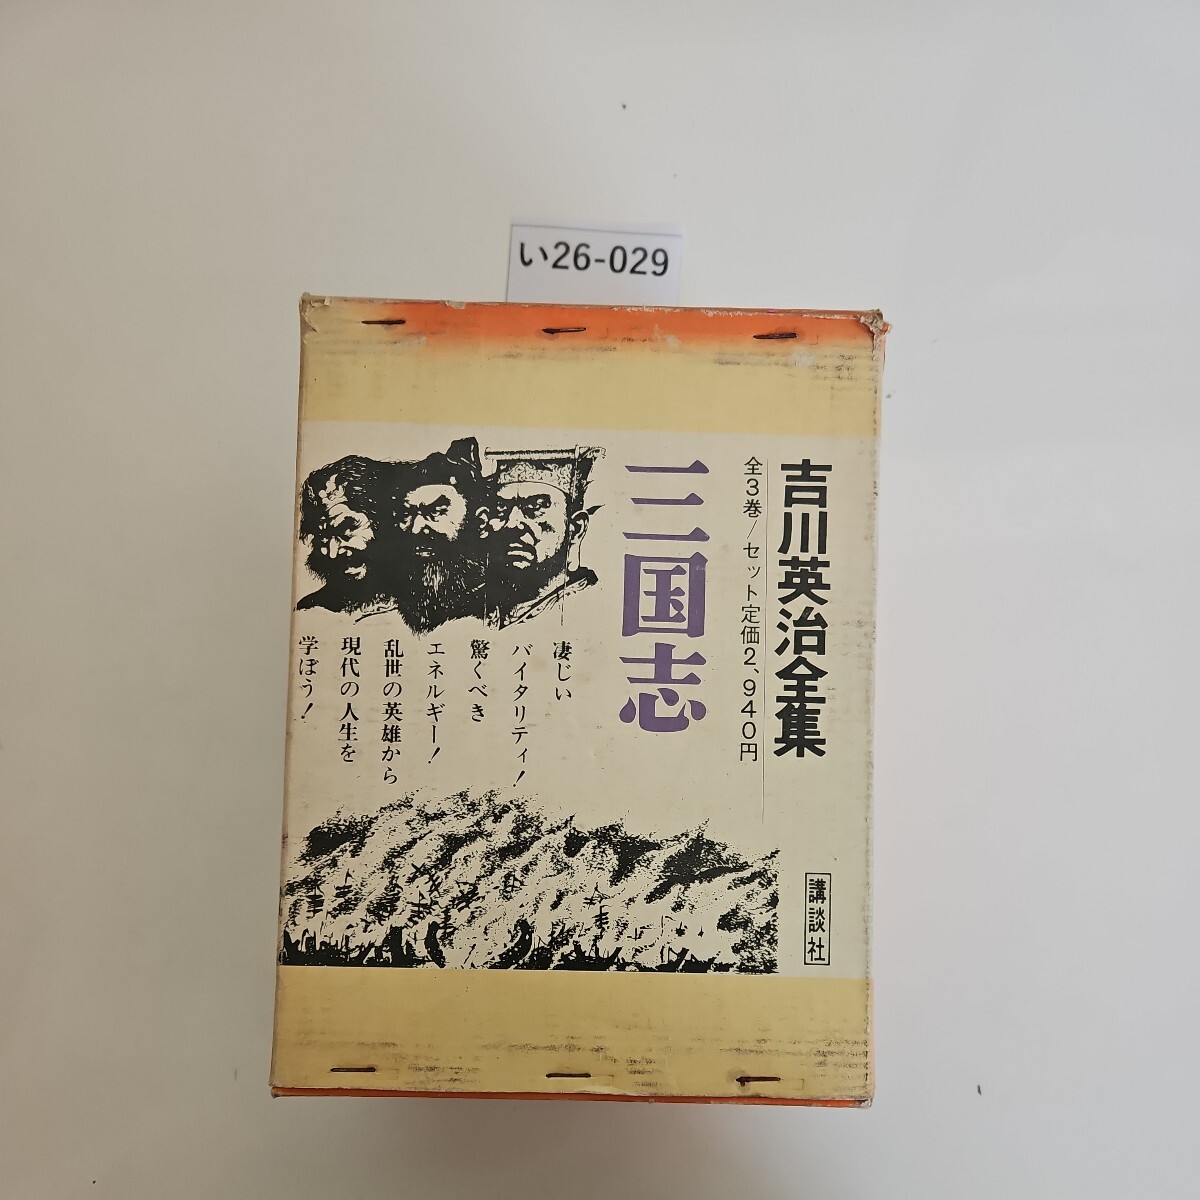 い26-029
吉川英治全集
全3巻/セット定価2、940円
三国志
凄じい
バイタリティ!
驚くべき
エネルギー!
乱世の英雄から
現代の人生を
学ぼう!
講談社